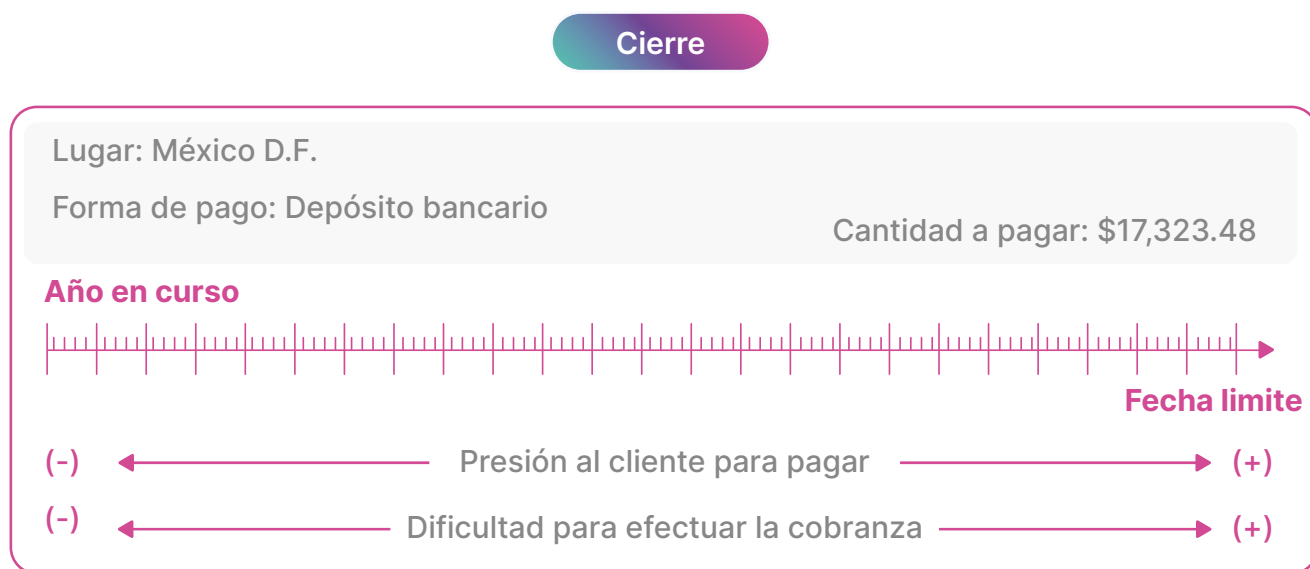 Cierre
Lugar: México D.F.
Forma de pago: Depósito bancario
Cantidad a pagar: $17,323.48
Año en curso
Fecha limite
(-) Presión al cliente para pagar (+)
(-) Dificultad para efectuar la cobranza (+)